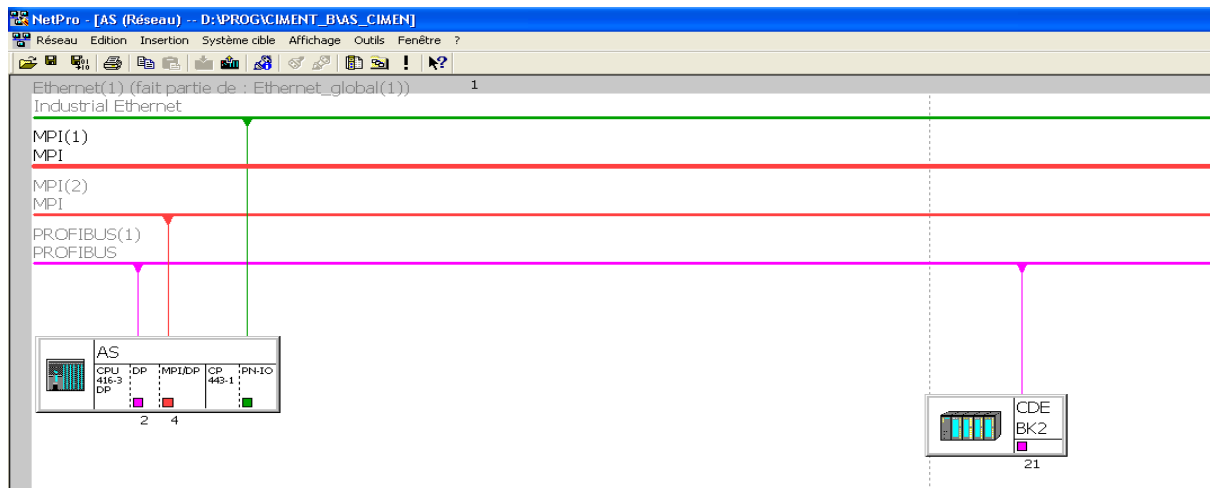 NetPro - [AS (Réseau) -- D:\PROG\CIMENT_B\AS_CIMEN]
Réseau Edition Insertion Système cible Affichage Outils Fenêtre ?
Ethernet(1) (fait partie de : Ethernet_global(1)) 1
Industrial Ethernet
MPI(1)
MPI
MPI(2)
MPI
PROFIBUS(1)
PROFIBUS
AS
CPU 416-3 DP
DP
MPI/DP
CP 443-1
PN-IO
2 4
CDE
BK2
21